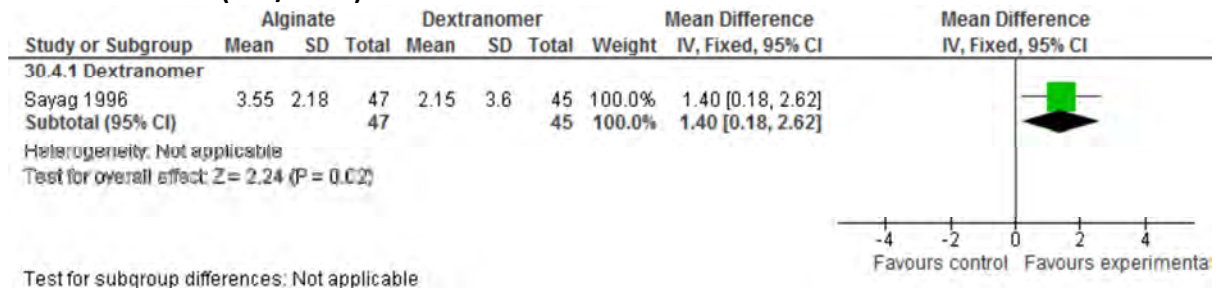 Alginate Dextranomer Mean Difference Mean Difference
Study or Subgroup Mean SD Total Mean SD Total Weight IV, Fixed, 95% CI IV, Fixed, 95% CI
30.4.1 Dextranomer
Sayag 1996 3.55 2.18 47 2.15 3.6 45 100.0% 1.40 [0.18, 2.62]
Subtotal (95% CI) 47 45 100.0% 1.40 [0.18, 2.62]
Heterogeneity: Not applicable
Test for overall effect: Z = 2.24 (P = 0.02)
-4 -2 0 2 4
Favours control Favours experimenta
Test for subgroup differences: Not applicable